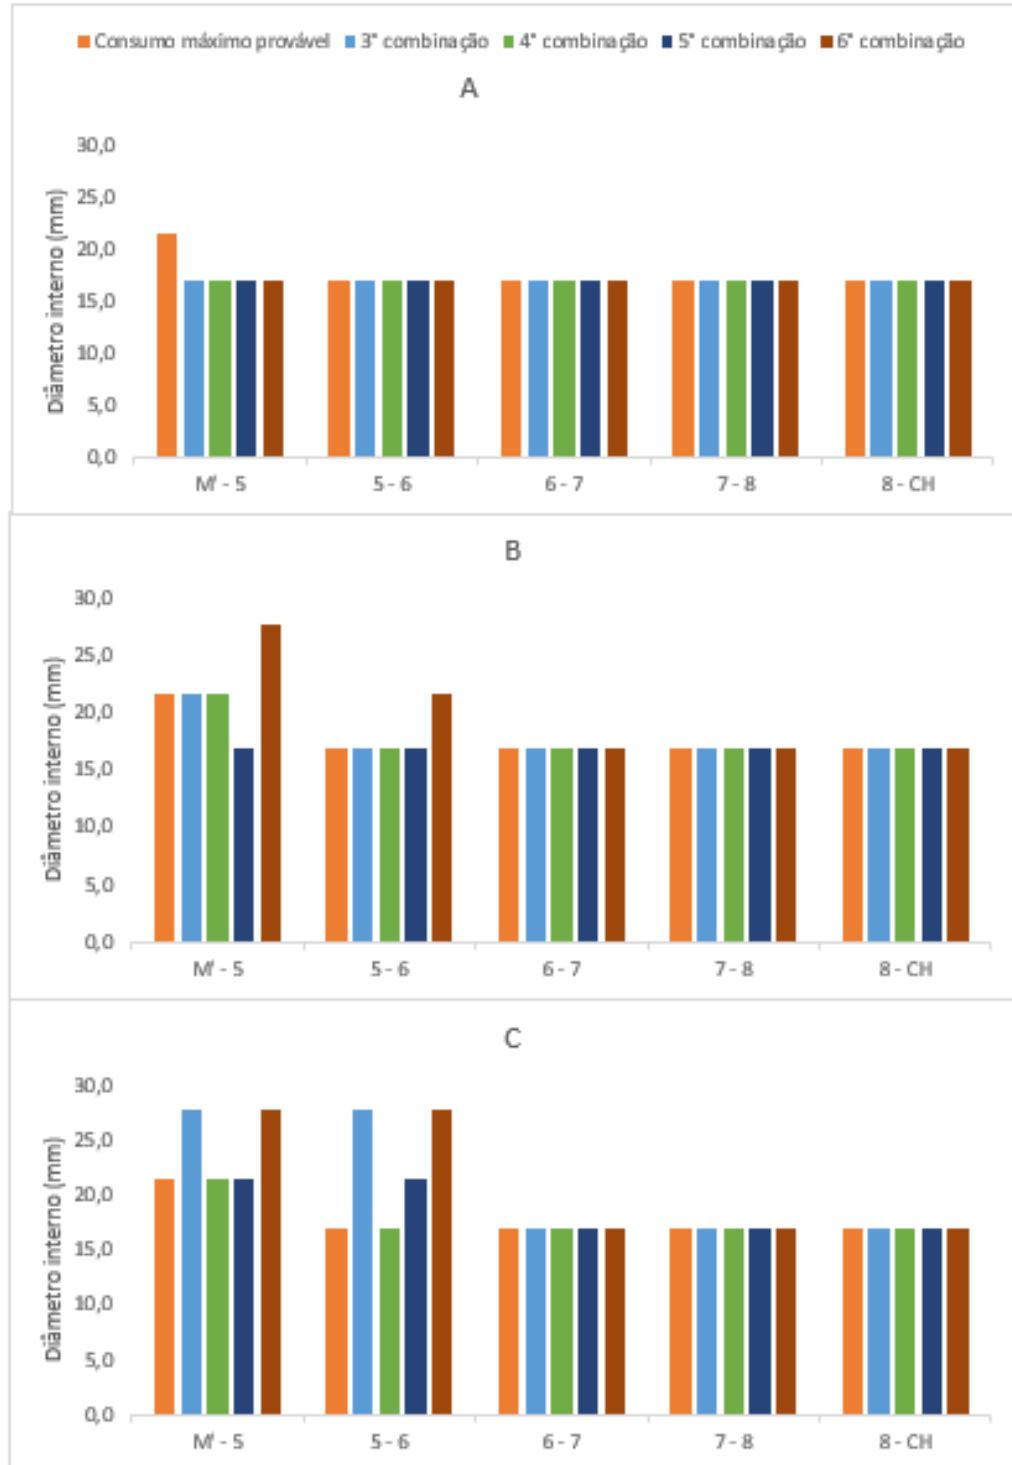 Consumo máximo provável 3° combinação 4° combinação 5° combinação 6° combinação
A
Diâmetro interno (mm)
30,0
25,0
20,0
15,0
10,0
5,0
0,0
M' - 5 5 - 6 6 - 7 7 - 8 8 - CH
B
Diâmetro interno (mm)
30,0
25,0
20,0
15,0
10,0
5,0
0,0
M' - 5 5 - 6 6 - 7 7 - 8 8 - CH
C
Diâmetro interno (mm)
30,0
25,0
20,0
15,0
10,0
5,0
0,0
M' - 5 5 - 6 6 - 7 7 - 8 8 - CH